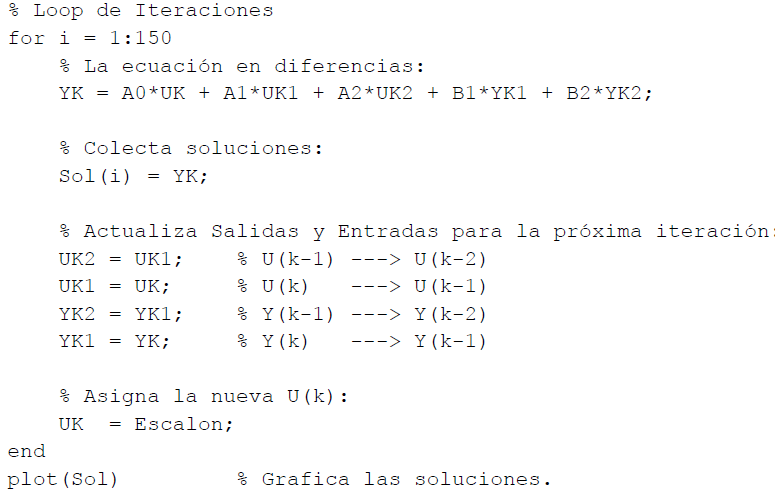 % Loop de Iteraciones
for i = 1:150
    % La ecuación en diferencias:
    YK = A0*UK + A1*UK1 + A2*UK2 + B1*YK1 + B2*YK2;

    % Colecta soluciones:
    Sol(i) = YK;

    % Actualiza Salidas y Entradas para la próxima iteración:
    UK2 = UK1;    % U(k-1) ---> U(k-2)
    UK1 = UK;     % U(k)   ---> U(k-1)
    YK2 = YK1;    % Y(k-1) ---> Y(k-2)
    YK1 = YK;     % Y(k)   ---> Y(k-1)

    % Asigna la nueva U(k):
    UK  = Escalon;
end
plot(Sol)         % Grafica las soluciones.